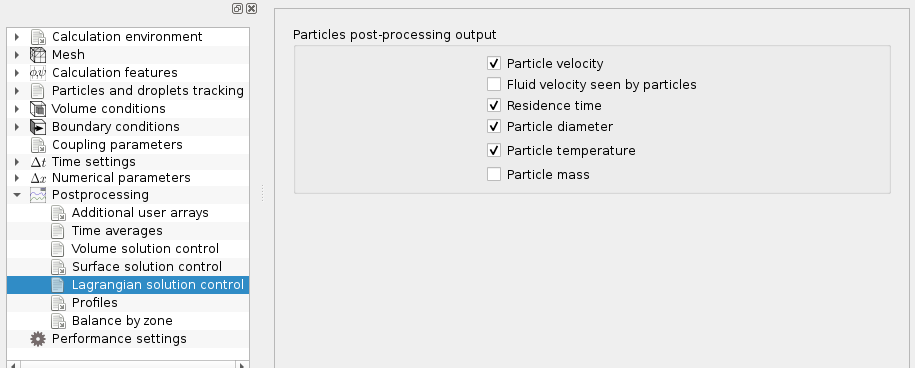 Calculation environment
Mesh
Calculation features
Particles and droplets tracking
Volume conditions
Boundary conditions
Coupling parameters
Δt Time settings
Δx Numerical parameters
Postprocessing
Additional user arrays
Time averages
Volume solution control
Surface solution control
Lagrangian solution control
Profiles
Balance by zone
Performance settings
Particles post-processing output
Particle velocity
Fluid velocity seen by particles
Residence time
Particle diameter
Particle temperature
Particle mass